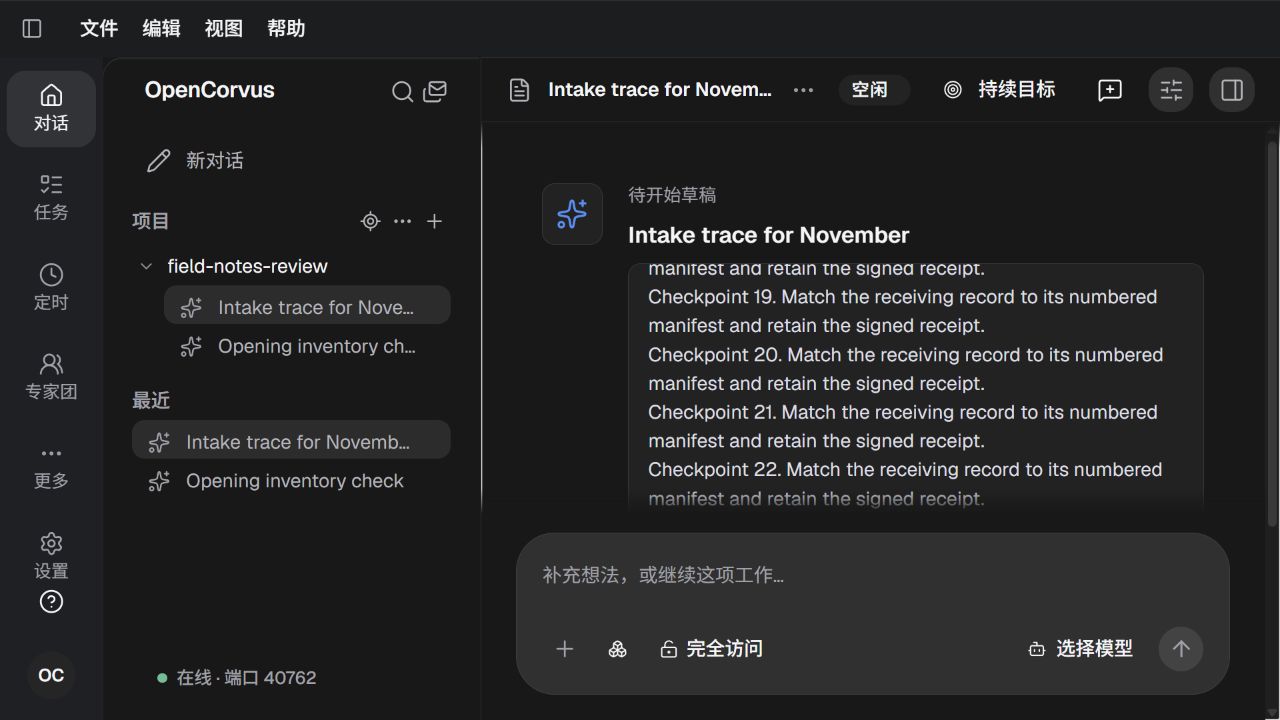 文件 编辑 视图 帮助
对话
任务
定时
专家团
更多
设置
OC
OpenCorvus
新对话
项目
field-notes-review
Intake trace for Nove...
Opening inventory ch...
最近
Intake trace for Novemb...
Opening inventory check
在线 · 端口 40762
Intake trace for Novem...
空闲
持续目标
待开始草稿
Intake trace for November
manifest and retain the signed receipt.
Checkpoint 19. Match the receiving record to its numbered
manifest and retain the signed receipt.
Checkpoint 20. Match the receiving record to its numbered
manifest and retain the signed receipt.
Checkpoint 21. Match the receiving record to its numbered
manifest and retain the signed receipt.
Checkpoint 22. Match the receiving record to its numbered
manifest and retain the signed receipt.
补充想法，或继续这项工作...
完全访问
选择模型